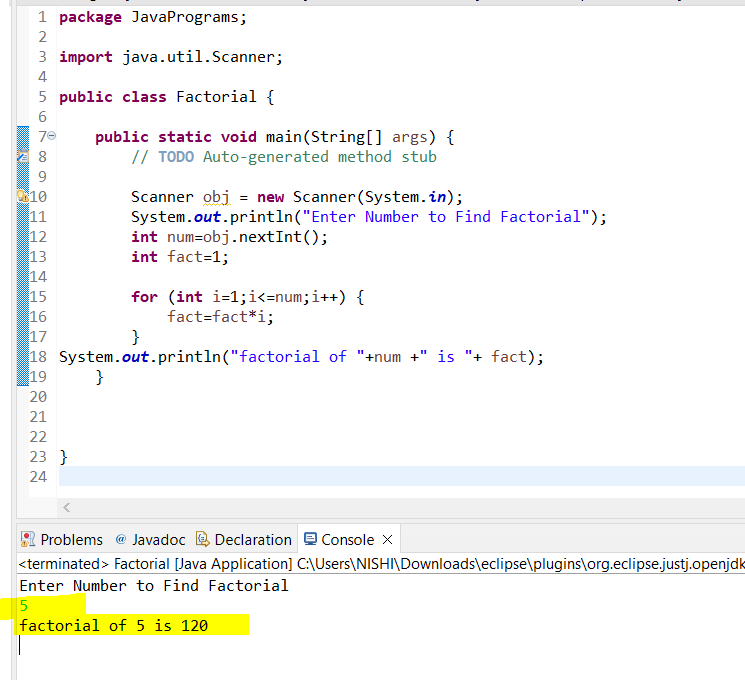 1 package JavaPrograms;
2
3 import java.util.Scanner;
4
5 public class Factorial {
6
7 public static void main(String[] args) {
8 // TODO Auto-generated method stub
9
10 Scanner obj = new Scanner(System.in);
11 System.out.println("Enter Number to Find Factorial");
12 int num=obj.nextInt();
13 int fact=1;
14
15 for (int i=1;i<=num;i++) {
16 fact=fact*i;
17 }
18 System.out.println("factorial of "+num +" is "+ fact);
19 }
20
21
22
23 }
24
Problems @ Javadoc Declaration Console
<terminated> Factorial [Java Application] C:\Users\NISHI\Downloads\eclipse\plugins\org.eclipse.justj.openjdk
Enter Number to Find Factorial
5
factorial of 5 is 120